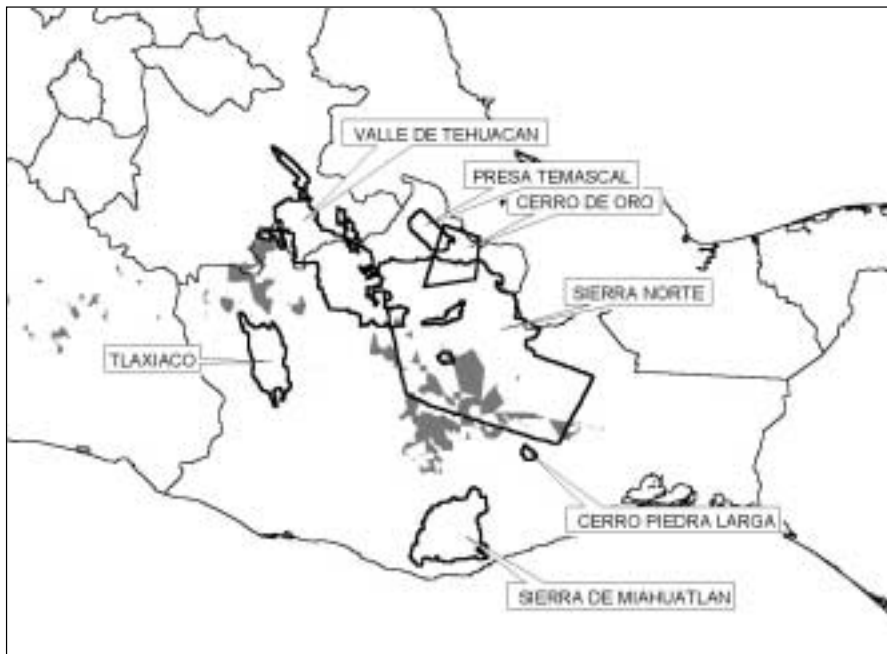 VALLE DE TEHUACAN
PRESA TEMASCAL
CERRO DE ORO
SIERRA NORTE
TLAXIACO
CERRO PIEDRA LARGA
SIERRA DE MIAHUATLAN